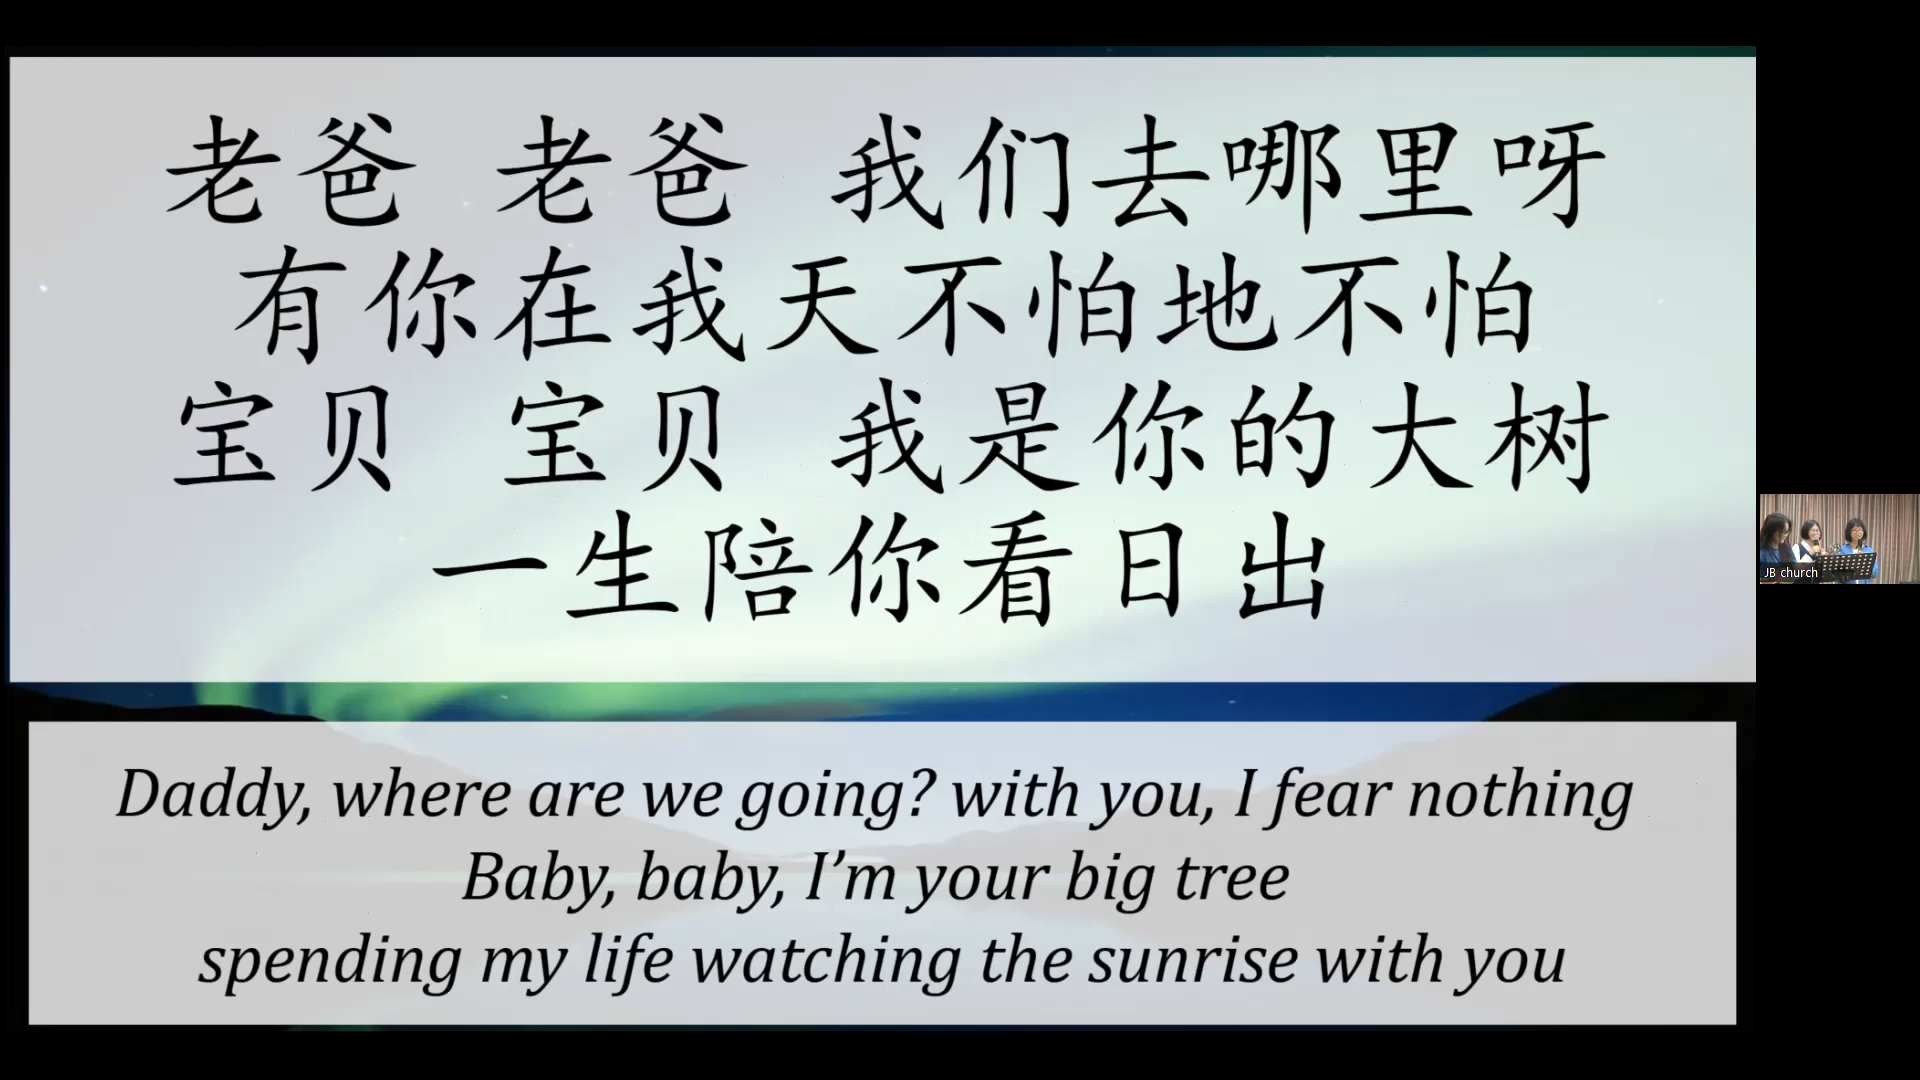 老爸 老爸 我们去哪里呀
有你在我天不怕地不怕
宝贝 宝贝 我是你的大树
一生陪你看日出
Daddy, where are we going? with you, I fear nothing
Baby, baby, I’m your big tree
spending my life watching the sunrise with you
JB church